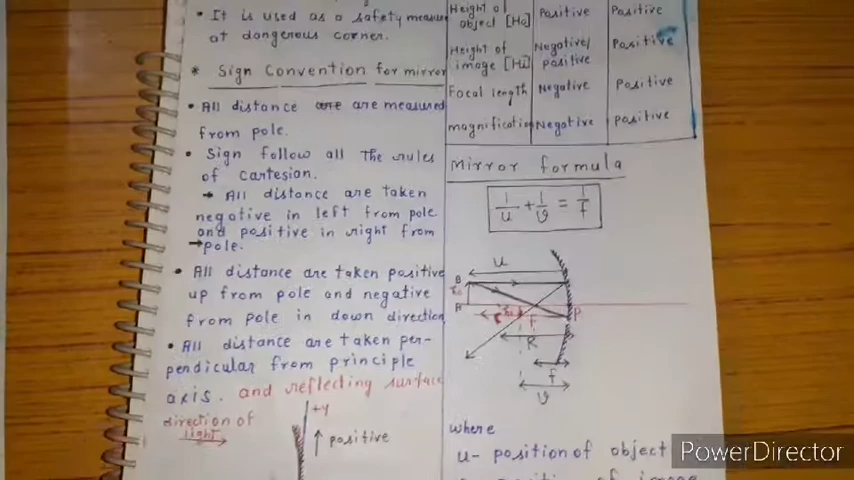 • It is used as a safety measure
at dangerous corner.
* Sign Convention for mirror
• All distance are are measured
from pole.
• Sign follow all The rules
of cartesian.
→ All distance are taken
negative in left from pole
and positive in right from
→ pole.
• All distance are taken positive
up from pole and negative
from pole in down direction
• All distance are taken per-
pendicular from principle
axis. and reflecting surface
direction of
light
+y
↑ positive
Height of object [Ho] Positive Positive
Height of image [Hi] Negative/ positive Positive
Focal length Negative Positive
magnification Negative positive
Mirror formula
1/u + 1/v = 1/f
u
B
A
P
R
f
v
where
u- position of object
of image
PowerDirector